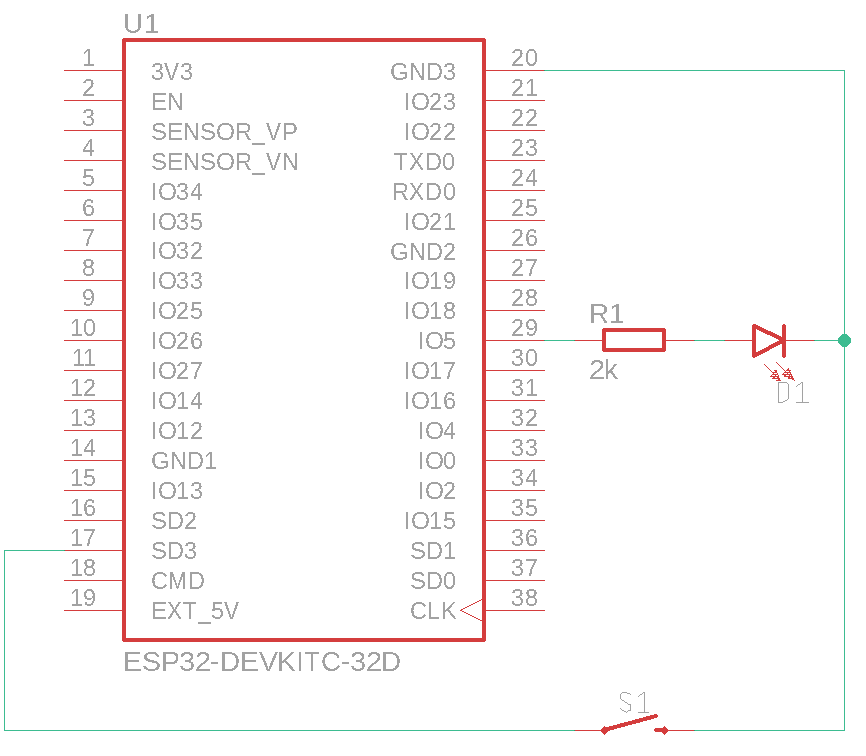 U1
1 3V3 GND3 20
2 EN IO23 21
3 SENSOR_VP IO22 22
4 SENSOR_VN TXD0 23
5 IO34 RXD0 24
6 IO35 IO21 25
7 IO32 GND2 26
8 IO33 IO19 27
9 IO25 IO18 28
10 IO26 IO5 29 R1
11 IO27 IO17 30 2k
12 IO14 IO16 31 D1
13 IO12 IO4 32
14 GND1 IO0 33
15 IO13 IO2 34
16 SD2 IO15 35
17 SD3 SD1 36
18 CMD SD0 37
19 EXT_5V CLK 38
ESP32-DEVKITC-32D
S1